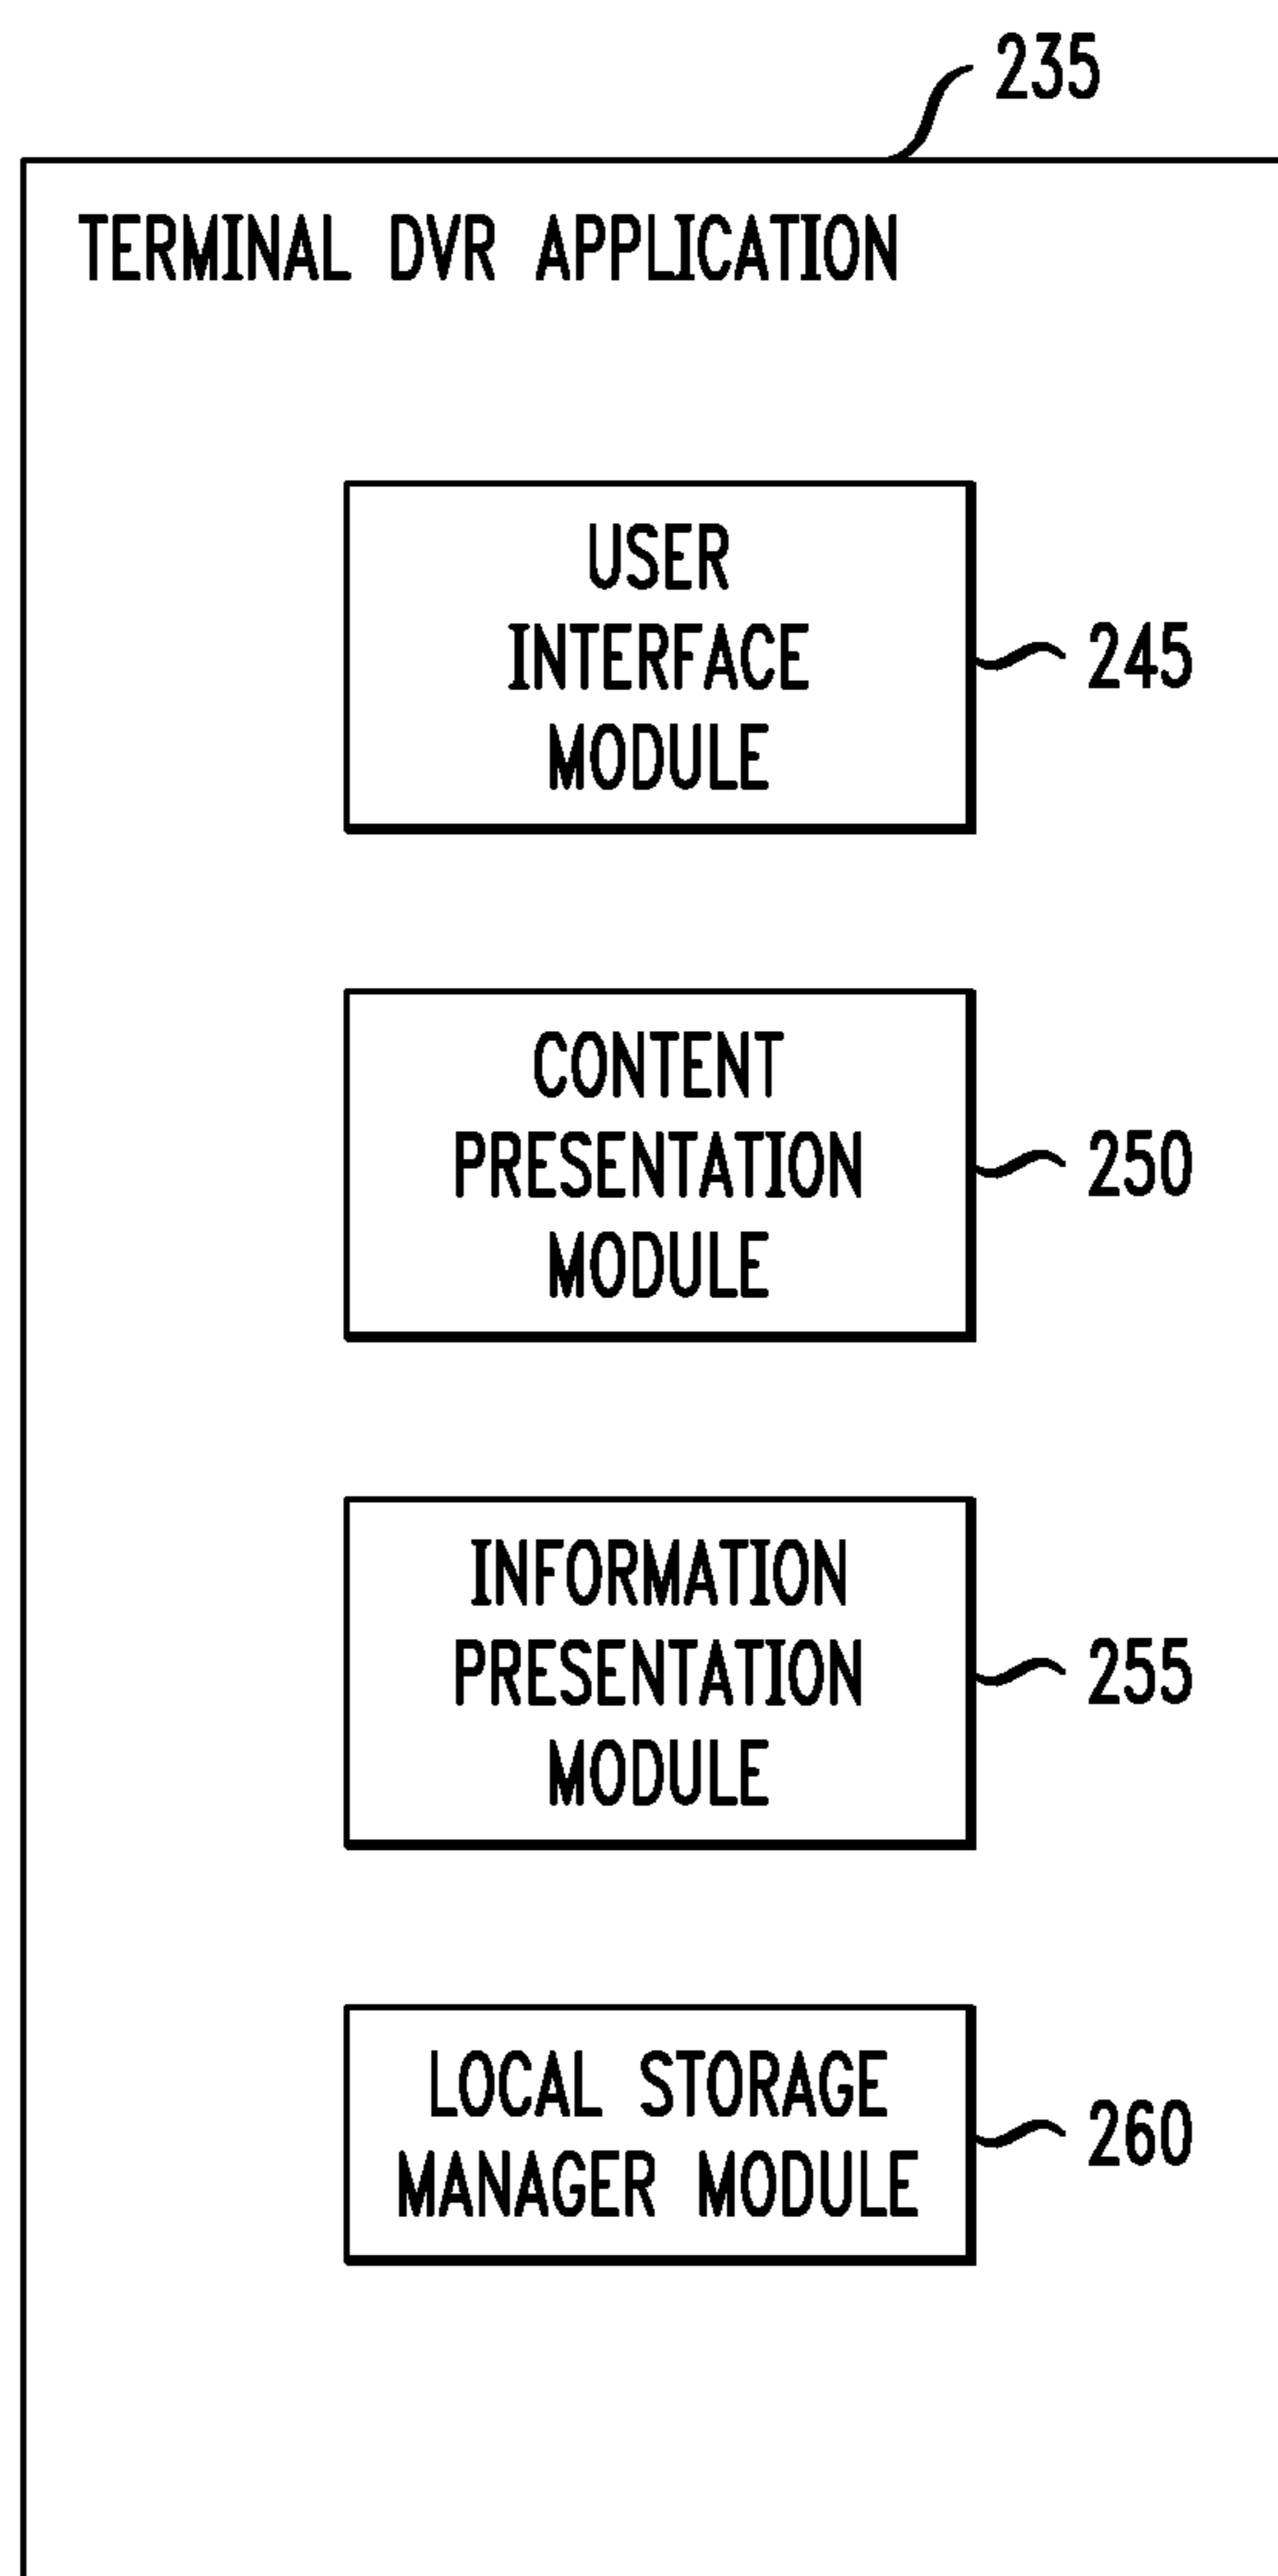 235
TERMINAL DVR APPLICATION
USER
INTERFACE
MODULE
245
CONTENT
PRESENTATION
MODULE
250
INFORMATION
PRESENTATION
MODULE
255
LOCAL STORAGE
MANAGER MODULE
260